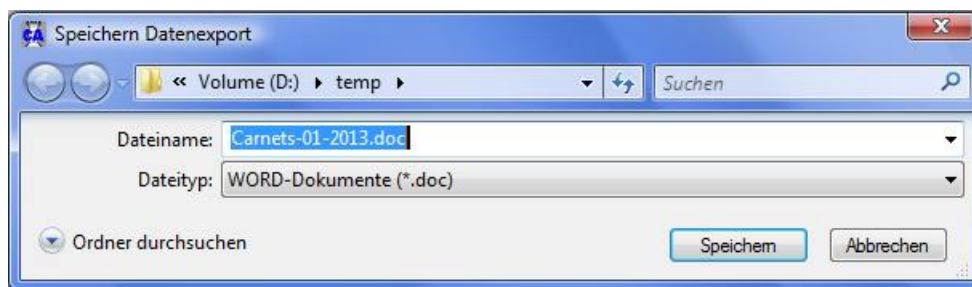 CA Speichern Datenexport
« Volume (D:) temp Suchen
Dateiname: Carnets-01-2013.doc
Dateityp: WORD-Dokumente (*.doc)
Ordner durchsuchen Speichern Abbrechen